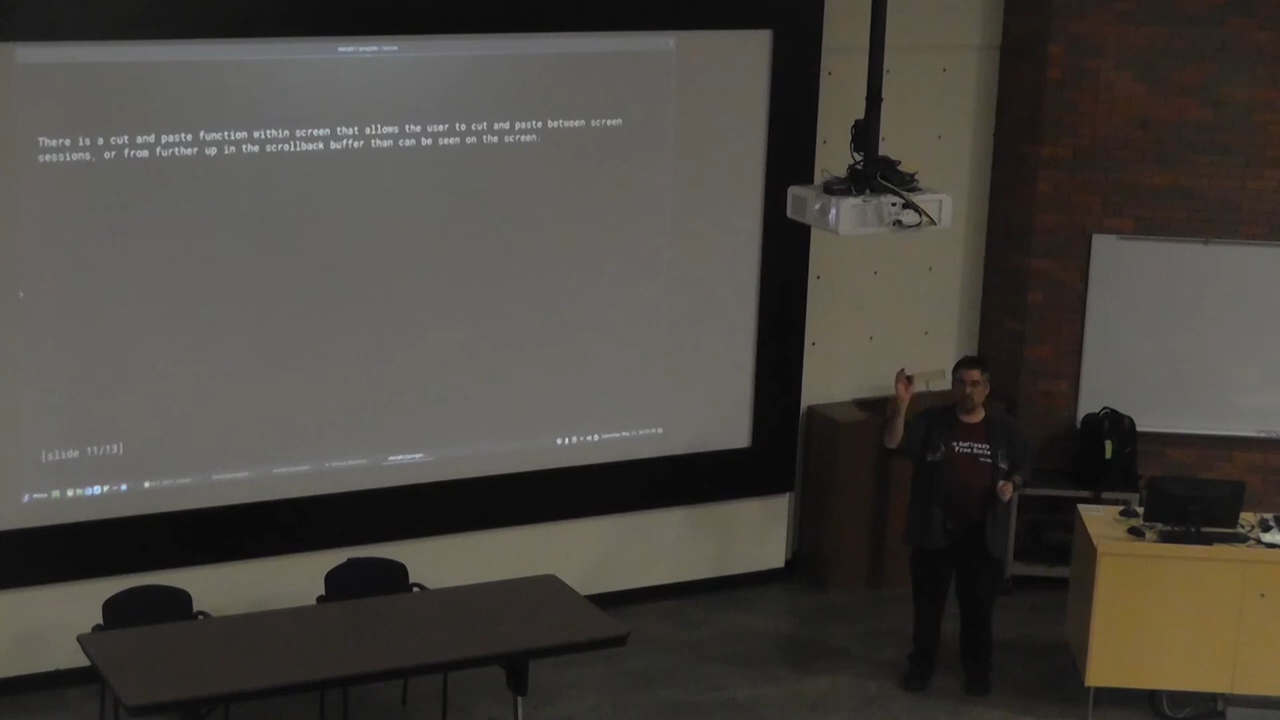 There is a cut and paste function within screen that allows the user to cut and paste between screen
sessions, or from further up in the scrollback buffer than can be seen on the screen.
[slide 11/13]
Software